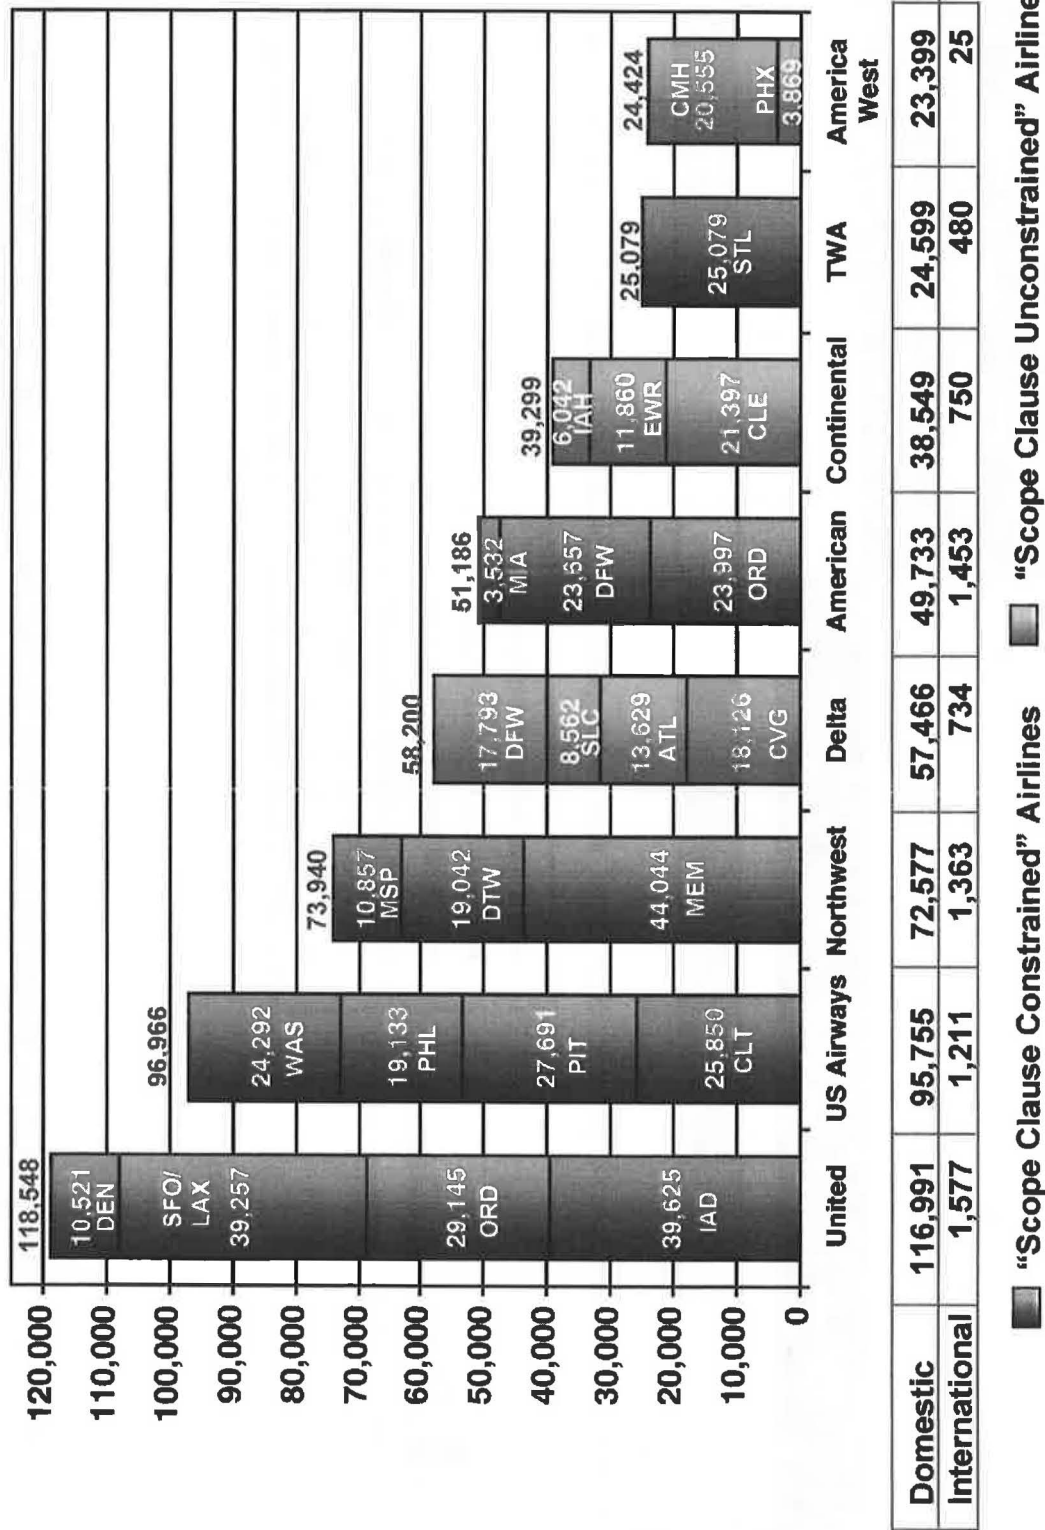 120,000
110,000
100,000
90,000
80,000
70,000
60,000
50,000
40,000
30,000
20,000
10,000
0
118,548
10,521
DEN
SFO/
LAX
39,257
29,145
ORD
39,625
IAD
United
96,966
24,292
WAS
19,133
PHL
27,691
PIT
25,850
CLT
US Airways
73,940
10,857
MSP
19,042
DTW
44,044
MEM
Northwest
58,200
17,793
DFW
8,562
SLC
13,629
ATL
18,126
CVG
Delta
51,186
3,532
MIA
23,657
DFW
23,997
ORD
American
39,299
6,042
IAH
11,860
EWR
21,397
CLE
Continental
25,079
25,079
STL
TWA
24,424
CMH
20,555
PHX
3,869
America
West
Domestic 116,991 95,755 72,577 57,466 49,733 38,549 24,599 23,399
International 1,577 1,211 1,363 734 1,453 750 480 25
"Scope Clause Constrained" Airlines "Scope Clause Unconstrained" Airline